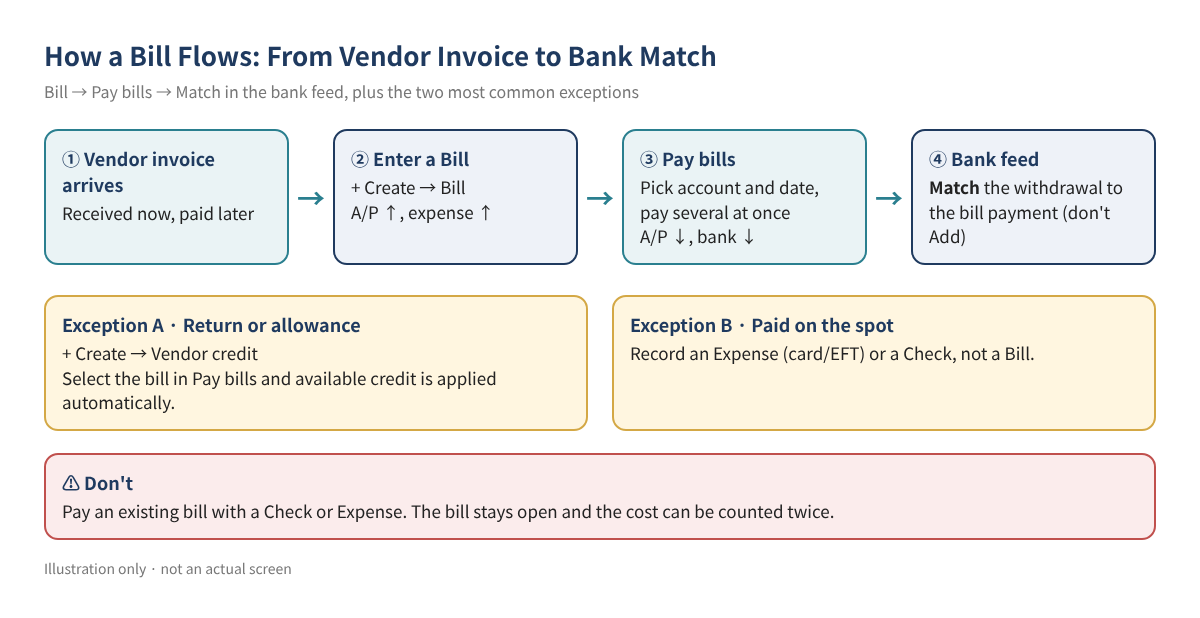 How a Bill Flows: From Vendor Invoice to Bank Match
Bill → Pay bills → Match in the bank feed, plus the two most common exceptions
① Vendor invoice
arrives
Received now, paid later
→
② Enter a Bill
+ Create → Bill
A/P ↑, expense ↑
→
③ Pay bills
Pick account and date,
pay several at once
A/P ↓, bank ↓
→
④ Bank feed
Match the withdrawal to
the bill payment (don't
Add)
Exception A · Return or allowance
+ Create → Vendor credit
Select the bill in Pay bills and available credit is applied
automatically.
Exception B · Paid on the spot
Record an Expense (card/EFT) or a Check, not a Bill.
⚠ Don't
Pay an existing bill with a Check or Expense. The bill stays open and the cost can be counted twice.
Illustration only · not an actual screen